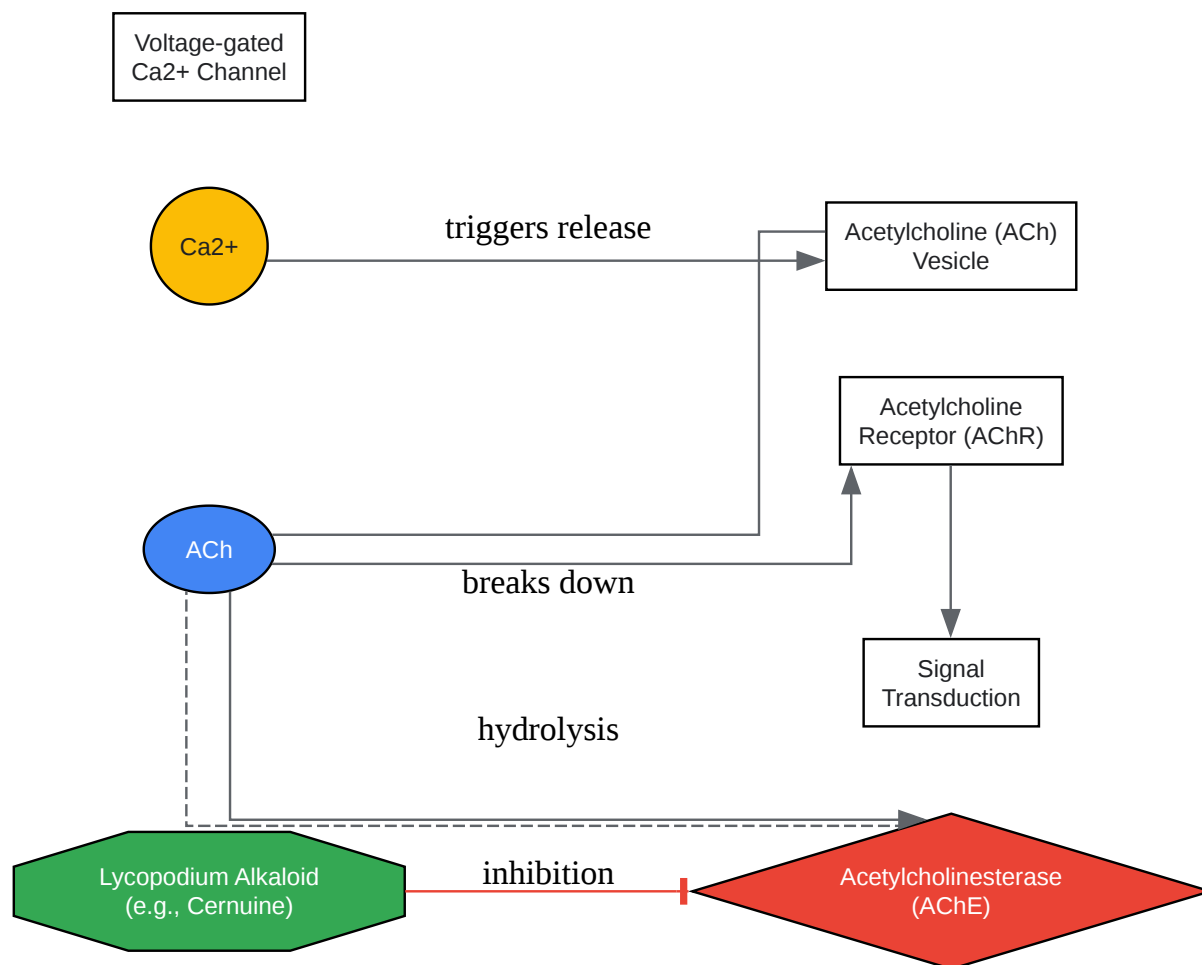 Voltage-gated
Ca2+ Channel
triggers release
Ca2+
Acetylcholine (ACh)
Vesicle
Acetylcholine
Receptor (AChR)
ACh
breaks down
Signal
Transduction
hydrolysis
Lycopodium Alkaloid
(e.g., Cernuine)
inhibition
Acetylcholinesterase
(AChE)